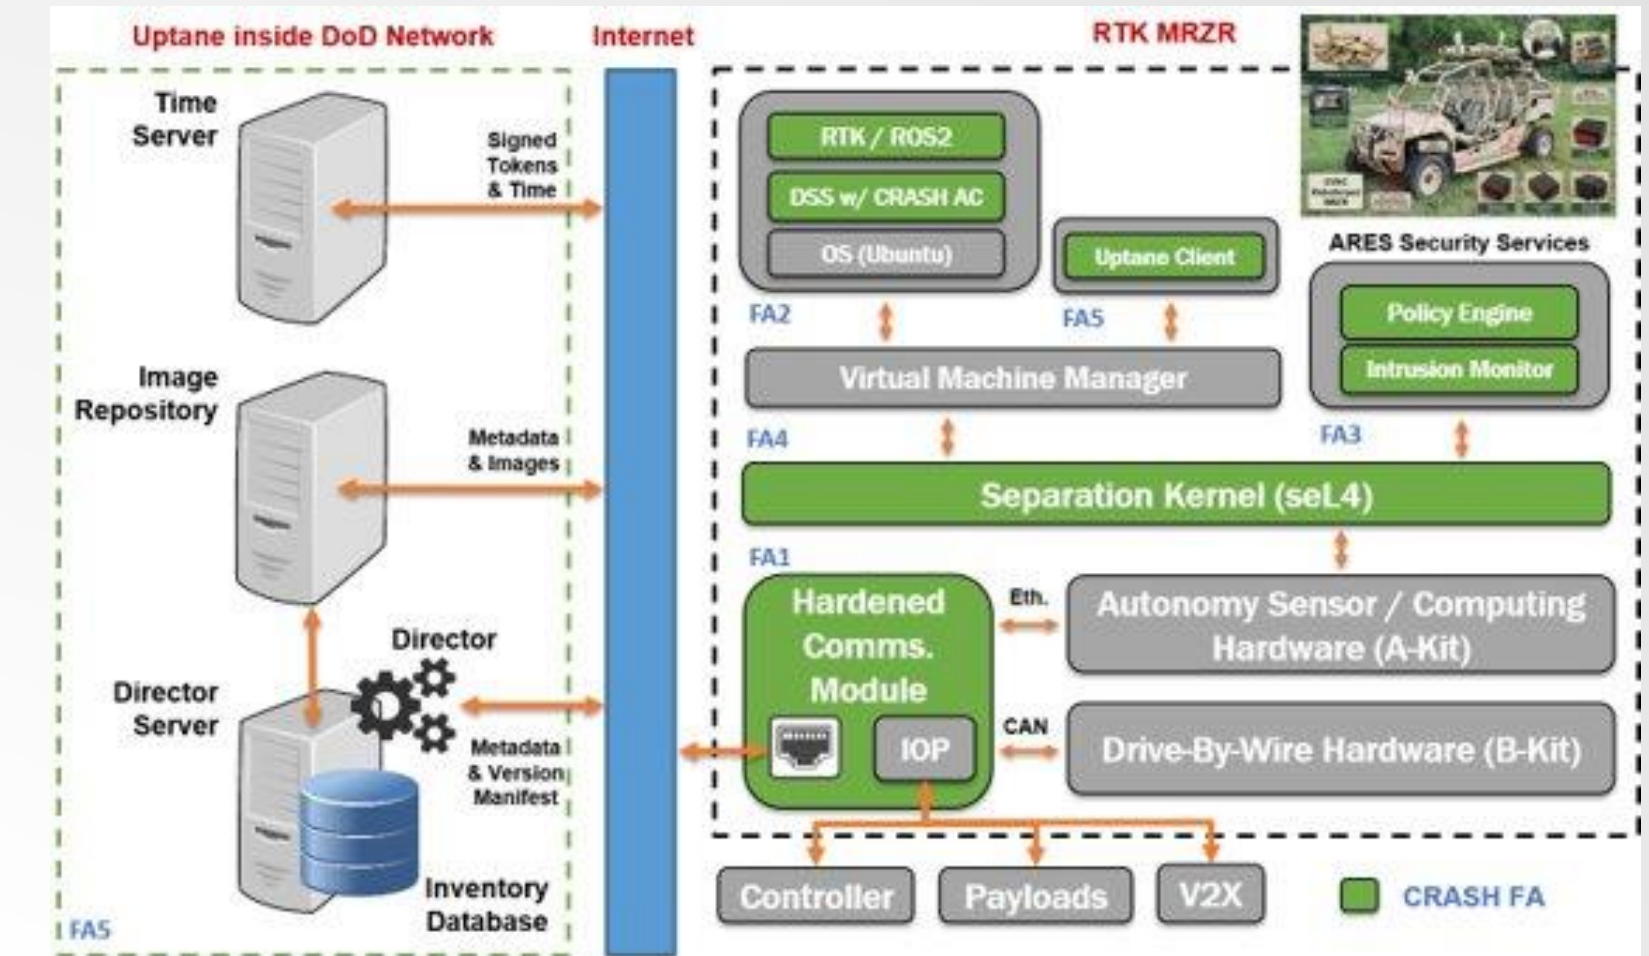 Uptane inside DoD Network
Internet
RTK MRZR
Time
Server
Signed
Tokens
& Time
Image
Repository
Metadata
& Images
Director
Director
Server
Metadata
& Version
Manifest
Inventory
Database
FA5
RTK / ROS2
DSS w/ CRASH AC
OS (Ubuntu)
FA2
Uptane Client
FA5
ARES Security Services
Policy Engine
Intrusion Monitor
FA3
Virtual Machine Manager
FA4
Separation Kernel (seL4)
FA1
Hardened
Comms.
Module
IOP
Eth.
CAN
Autonomy Sensor / Computing
Hardware (A-Kit)
Drive-By-Wire Hardware (B-Kit)
Controller
Payloads
V2X
CRASH FA